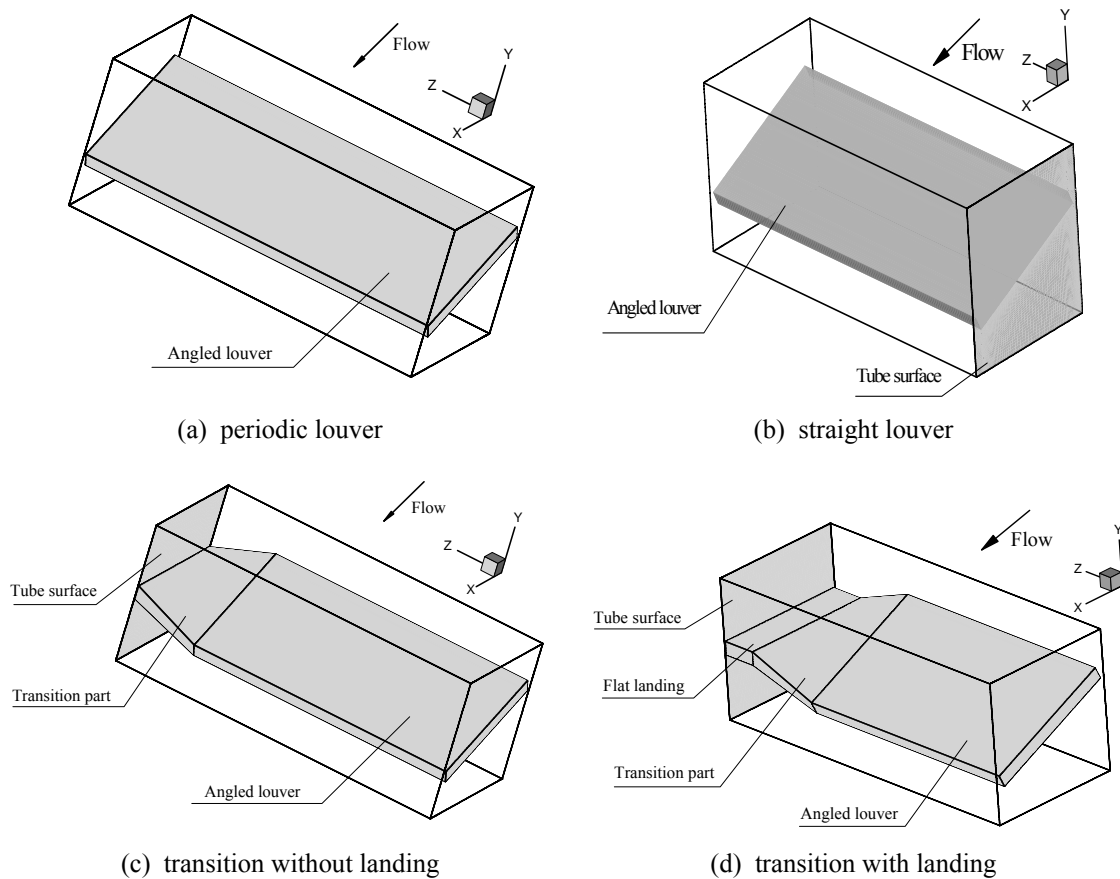 Flow
Y
Z
X
Angled louver
(a) periodic louver
Flow
Y
Z
X
Angled louver
Tube surface
(b) straight louver
Flow
Y
Z
X
Tube surface
Transition part
Angled louver
(c) transition without landing
Flow
Y
Z
X
Tube surface
Flat landing
Transition part
Angled louver
(d) transition with landing